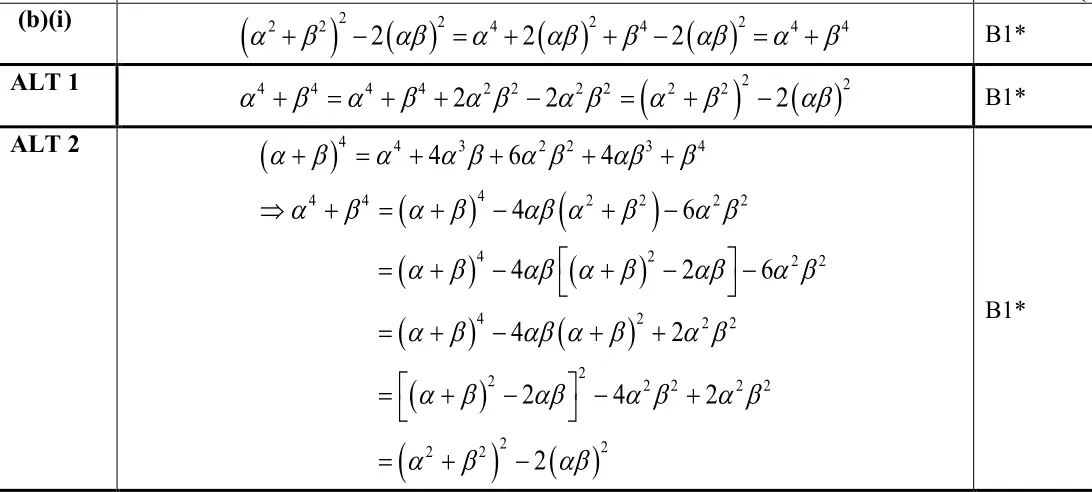 (b)(i) (α² + β²)² − 2(αβ)² = α⁴ + 2(αβ)² + β⁴ − 2(αβ)² = α⁴ + β⁴ B1*
ALT 1 α⁴ + β⁴ = α⁴ + β⁴ + 2α²β² − 2α²β² = (α² + β²)² − 2(αβ)² B1*
ALT 2 (α + β)⁴ = α⁴ + 4α³β + 6α²β² + 4αβ³ + β⁴
⇒ α⁴ + β⁴ = (α + β)⁴ − 4αβ(α² + β²) − 6α²β²
= (α + β)⁴ − 4αβ[(α + β)² − 2αβ] − 6α²β²
= (α + β)⁴ − 4αβ(α + β)² + 2α²β² B1*
= [(α + β)² − 2αβ]² − 4α²β² + 2α²β²
= (α² + β²)² − 2(αβ)²